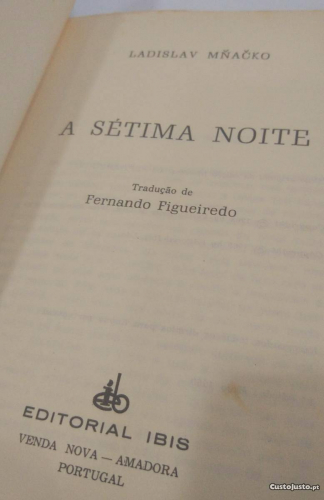 LADISLAV MŇAČKO
A SÉTIMA NOITE
Tradução de
Fernando Figueiredo
EDITORIAL IBIS
VENDA NOVA — AMADORA
PORTUGAL
CustoJusto.pt